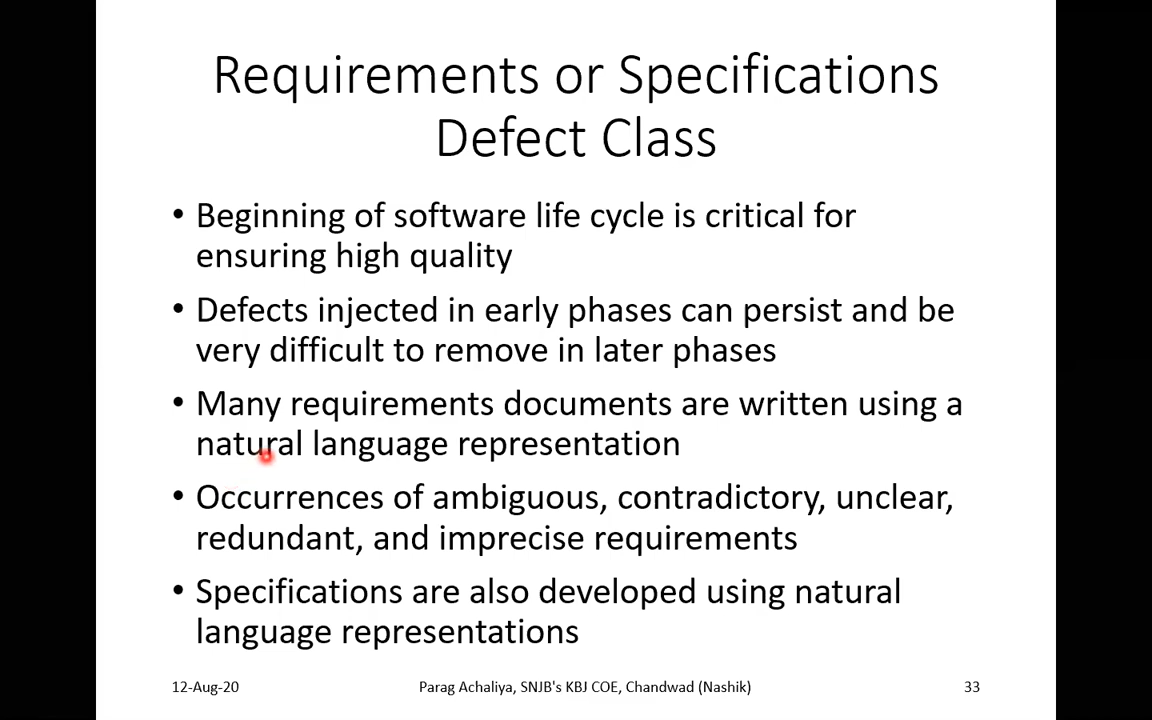 Requirements or Specifications
Defect Class
• Beginning of software life cycle is critical for
ensuring high quality
• Defects injected in early phases can persist and be
very difficult to remove in later phases
• Many requirements documents are written using a
natural language representation
• Occurrences of ambiguous, contradictory, unclear,
redundant, and imprecise requirements
• Specifications are also developed using natural
language representations
12-Aug-20 Parag Achaliya, SNJB's KBJ COE, Chandwad (Nashik) 33